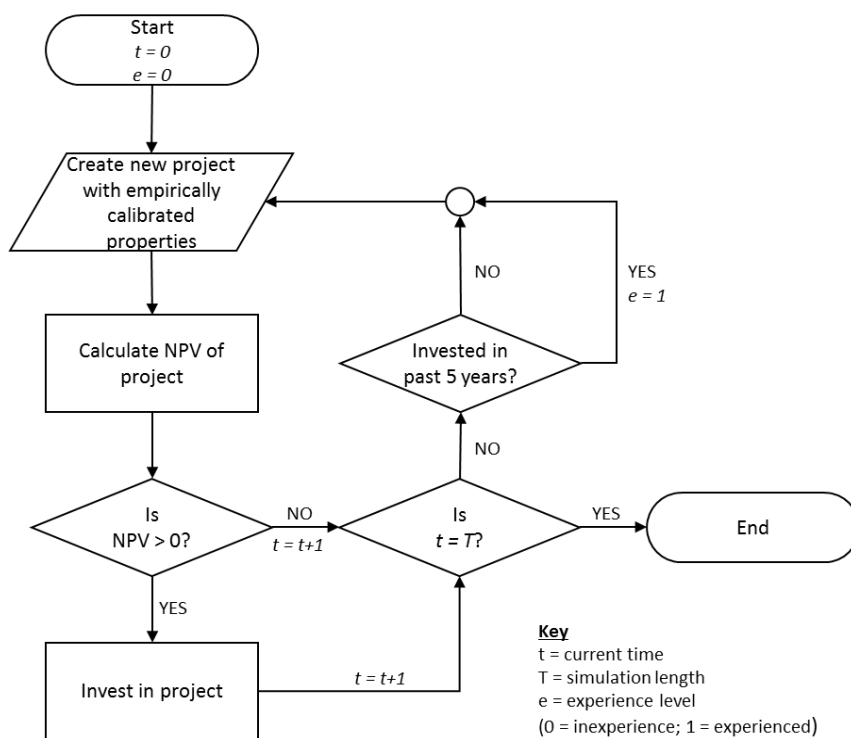 Start
t = 0
e = 0
Create new project
with empirically
calibrated
properties
NO
YES
e = 1
Calculate NPV of
project
Invested in
past 5 years?
NO
Is
NPV > 0?
NO
t = t+1
Is
t = T?
YES
End
YES
Invest in project
t = t+1
Key
t = current time
T = simulation length
e = experience level
(0 = inexperience; 1 = experienced)